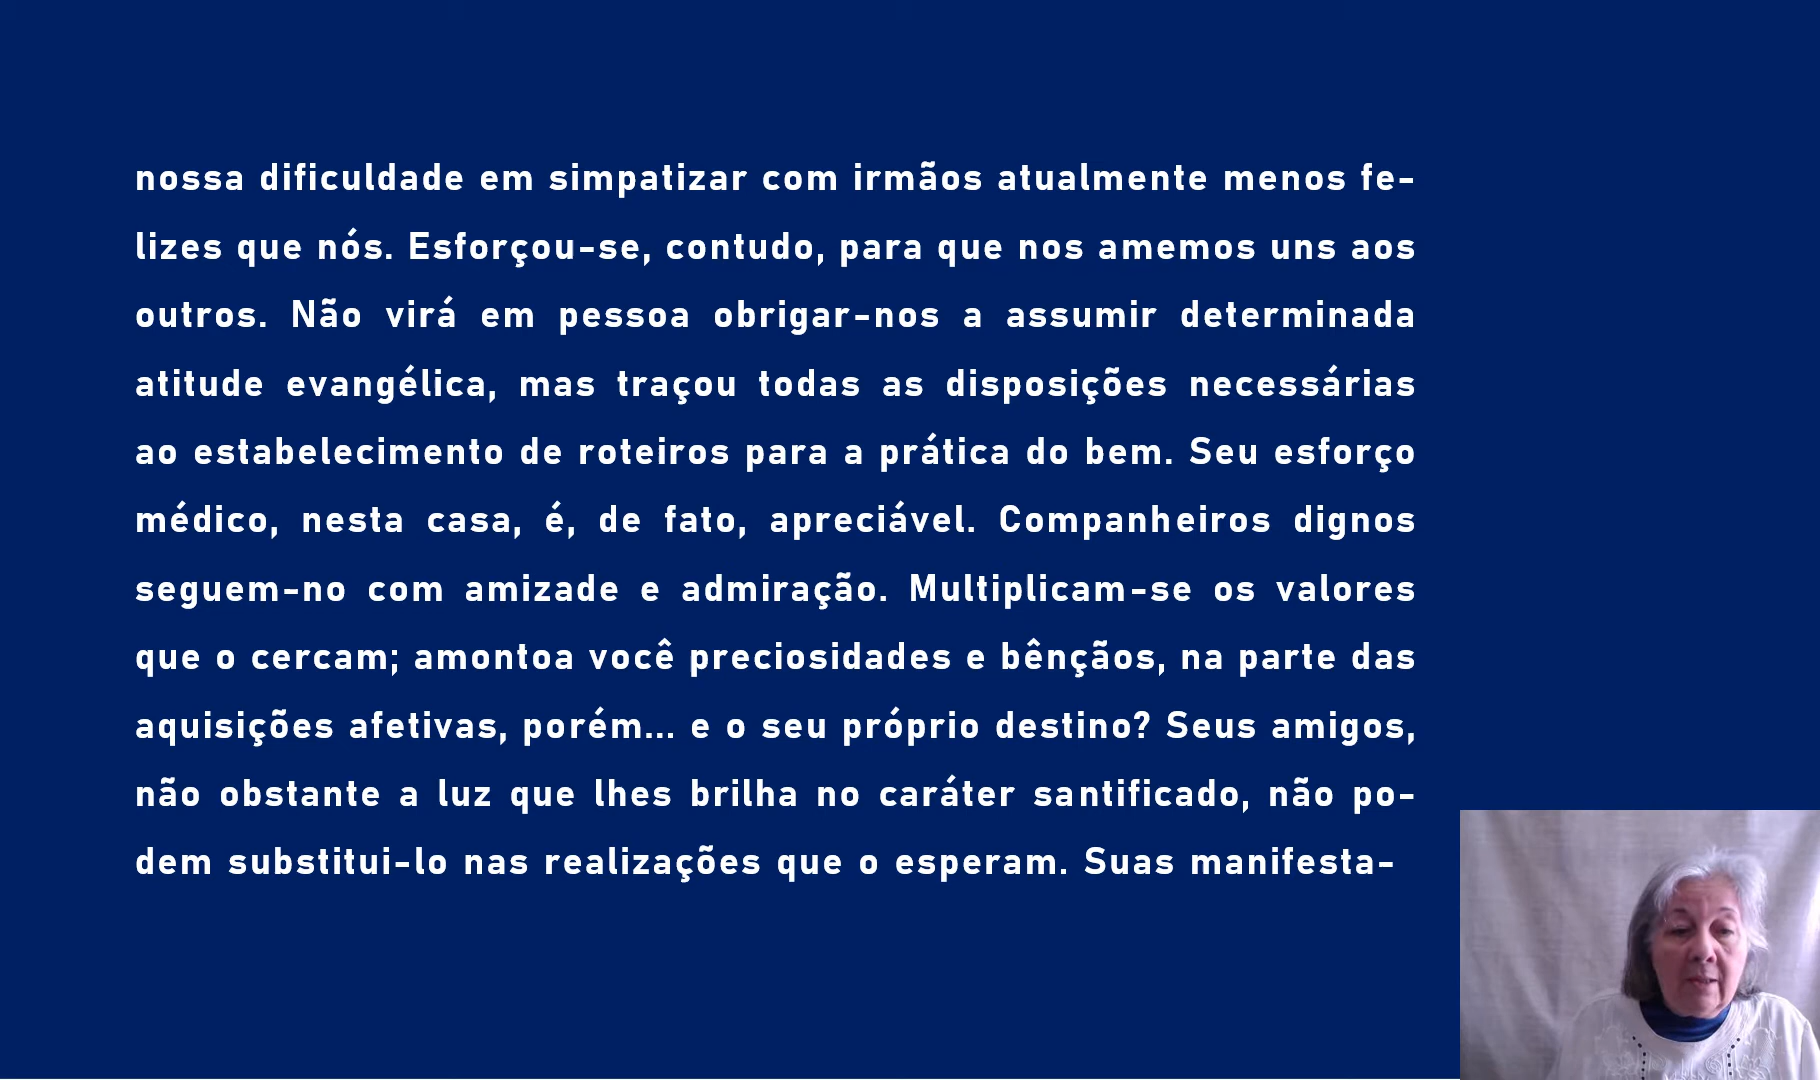 nossa dificuldade em simpatizar com irmãos atualmente menos fe-
lizes que nós. Esforçou-se, contudo, para que nos amemos uns aos
outros. Não virá em pessoa obrigar-nos a assumir determinada
atitude evangélica, mas traçou todas as disposições necessárias
ao estabelecimento de roteiros para a prática do bem. Seu esforço
médico, nesta casa, é, de fato, apreciável. Companheiros dignos
seguem-no com amizade e admiração. Multiplicam-se os valores
que o cercam; amontoa você preciosidades e bênçãos, na parte das
aquisições afetivas, porém... e o seu próprio destino? Seus amigos,
não obstante a luz que lhes brilha no caráter santificado, não po-
dem substitui-lo nas realizações que o esperam. Suas manifesta-